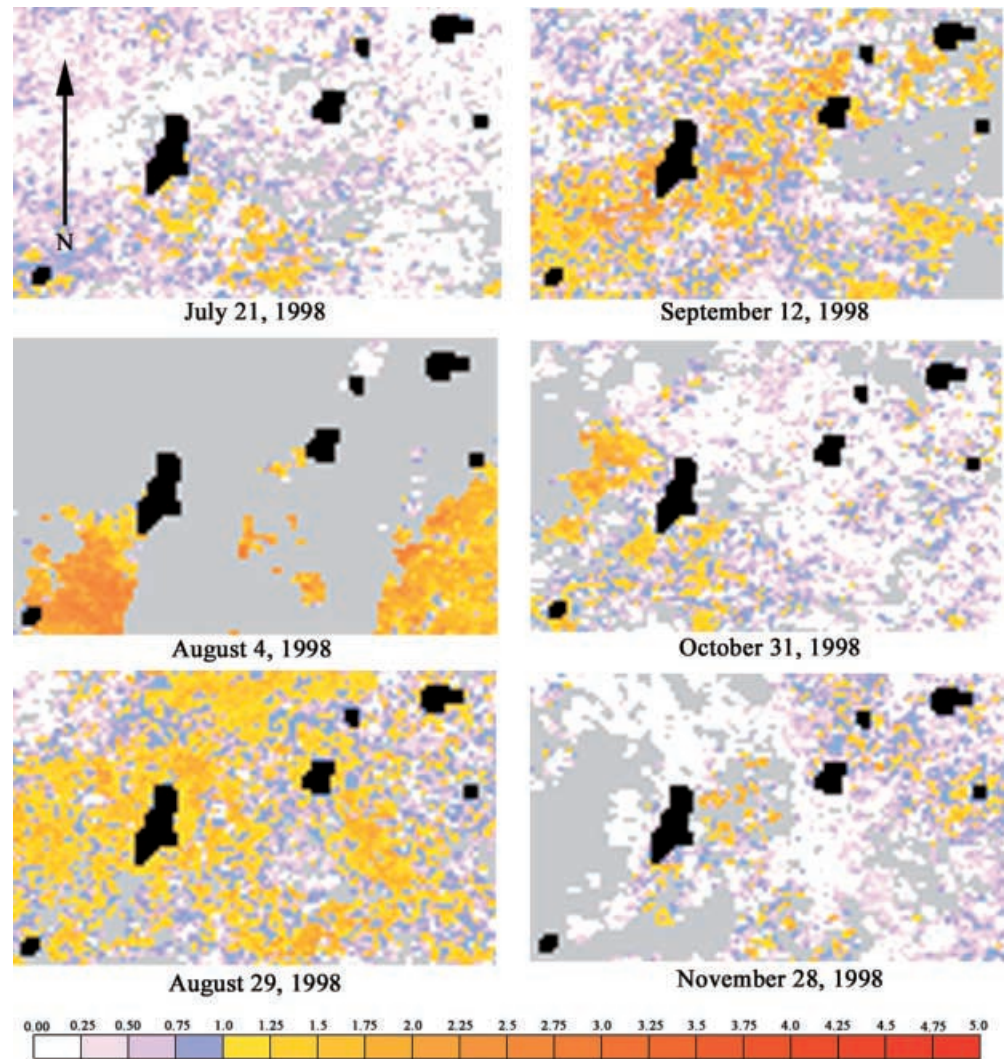 N
July 21, 1998
September 12, 1998
August 4, 1998
October 31, 1998
August 29, 1998
November 28, 1998
0.00 0.25 0.50 0.75 1.0 1.25 1.5 1.75 2.0 2.25 2.5 2.75 3.0 3.25 3.5 3.75 4.0 4.25 4.5 4.75 5.0